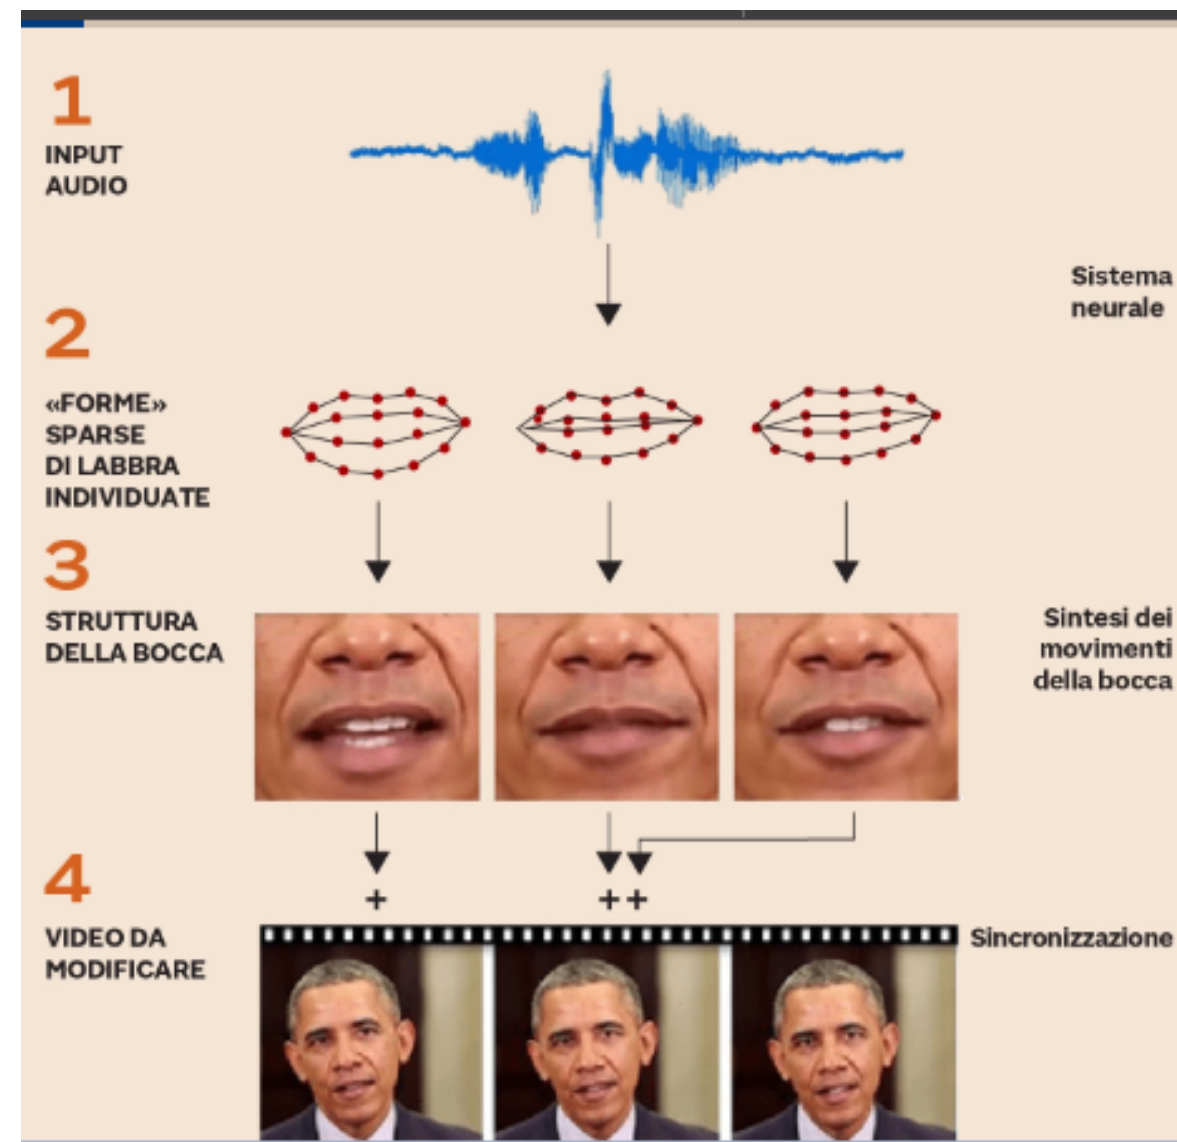 1
INPUT
AUDIO
Sistema
neurale
2
«FORME»
SPARSE
DI LABBRA
INDIVIDUATE
3
STRUTTURA
DELLA BOCCA
Sintesi dei
movimenti
della bocca
4
+
++
VIDEO DA
MODIFICARE
Sincronizzazione